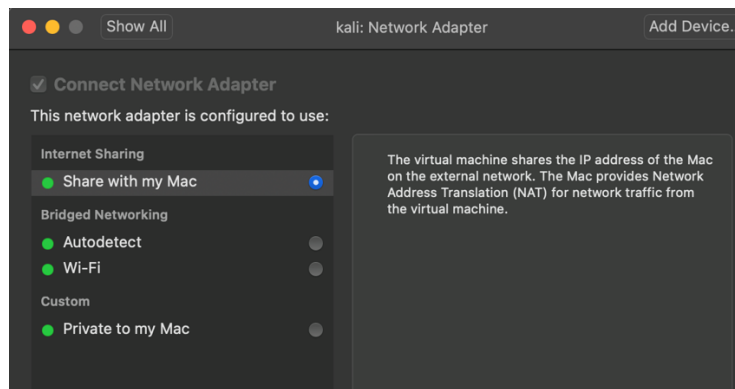 Show All
kali: Network Adapter
Add Device.
Connect Network Adapter
This network adapter is configured to use:
Internet Sharing
Share with my Mac
Bridged Networking
Autodetect
Wi-Fi
Custom
Private to my Mac
The virtual machine shares the IP address of the Mac
on the external network. The Mac provides Network
Address Translation (NAT) for network traffic from
the virtual machine.